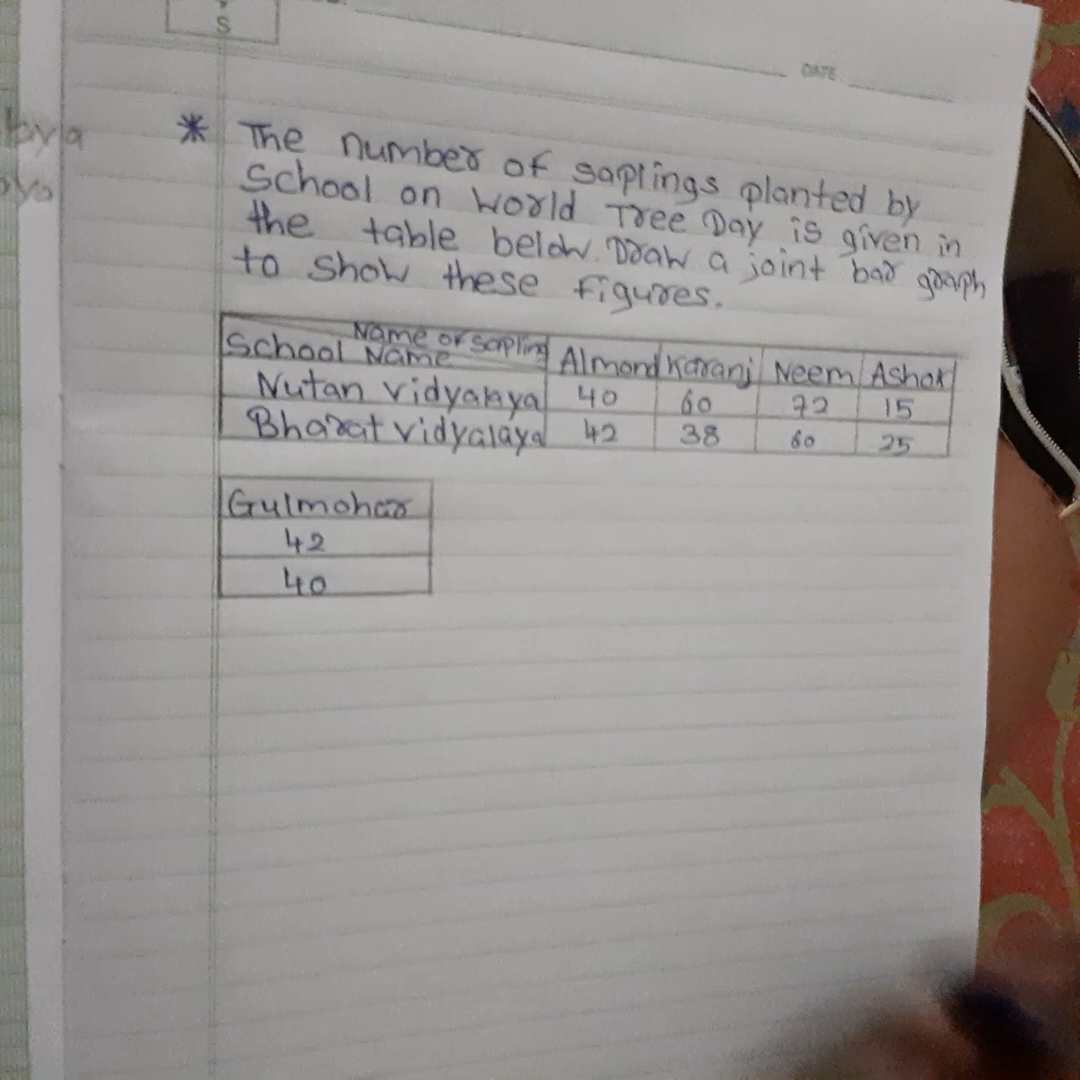 S
DATE
* The number of saplings planted by
School on World Tree Day is given in
the table below. Draw a joint bar graph
to show these figures.
Name of sapling
School Name Almond Karanj Neem Ashok
Nutan vidyalaya 40 60 72 15
Bharat vidyalaya 42 38 60 25
Gulmohar
42
40